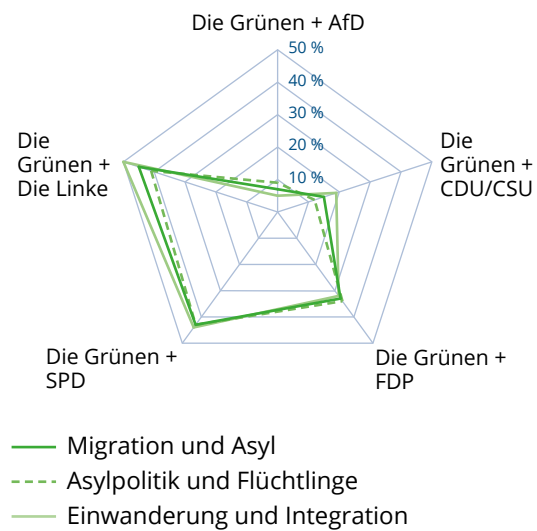 Die Grünen + AfD
50 %
40 %
30 %
20 %
10 %
Die
Grünen +
Die Linke
Die
Grünen +
CDU/CSU
Die Grünen +
SPD
Die Grünen +
FDP
Migration und Asyl
Asylpolitik und Flüchtlinge
Einwanderung und Integration